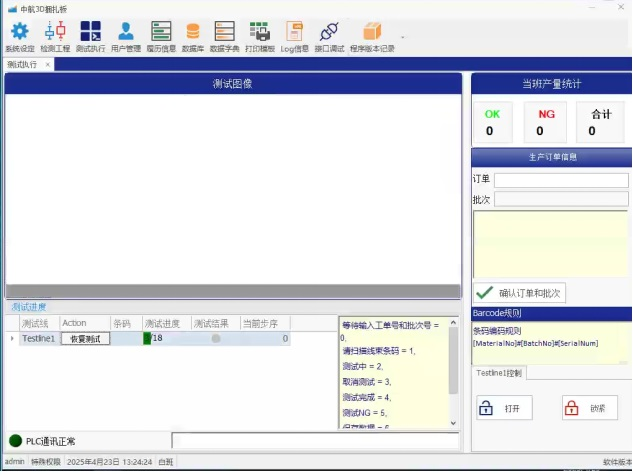 中航3D捆扎板
系统设定 检测工程 测试执行 用户管理 履历信息 数据库 数据字典 打印模板 Log信息 接口调试 程序版本记录
测试执行 ×
测试图像
当班产量统计
OK NG 合计
0 0 0
生产订单信息
订单
批次
确认订单和批次
Barcode规则
条码编码规则
[MaterialNo]#[BatchNo]#[SerialNum]
Testline1控制
打开 锁紧
测试进度
测试线 Action 条码 测试进度 测试结果 当前步序
Testline1 恢复测试 /18 0
等待输入工单号和批次号 =
0,
请扫描线束条码 = 1,
测试中 = 2,
取消测试 = 3,
测试完成 = 4,
测试NG = 5,
PLC通讯正常
admin 特殊权限 2025年4月23日 13:24:24 白班 软件版本